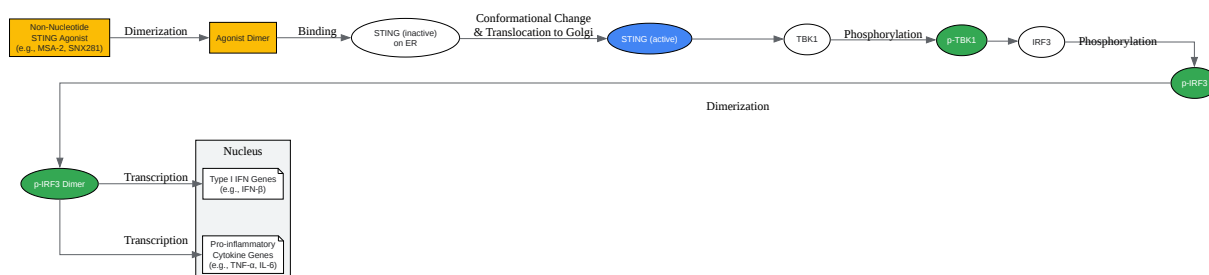 Non-Nucleotide
STING Agonist
(e.g., MSA-2, SNX281)
Dimerization
Agonist Dimer
Binding
STING (inactive)
on ER
Conformational Change
& Translocation to Golgi
STING (active)
TBK1
Phosphorylation
p-TBK1
IRF3
Phosphorylation
p-IRF3
Dimerization
p-IRF3 Dimer
Nucleus
Transcription
Type I IFN Genes
(e.g., IFN-β)
Transcription
Pro-inflammatory
Cytokine Genes
(e.g., TNF-α, IL-6)